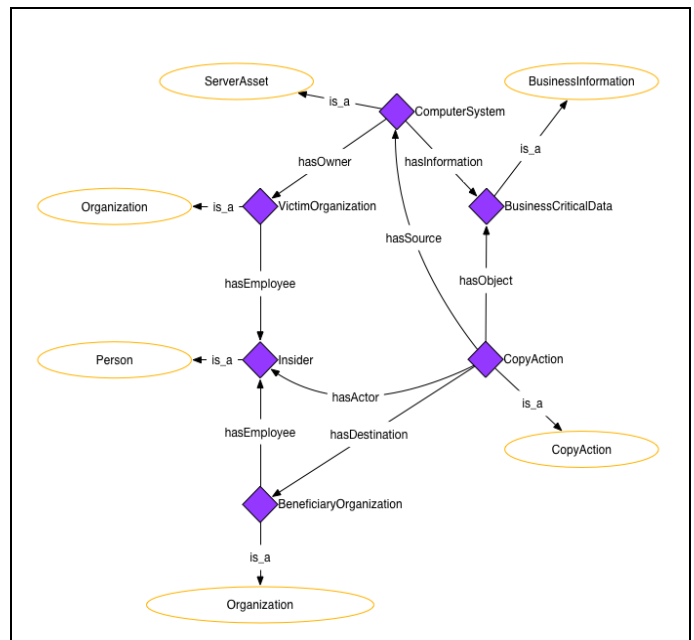 ServerAsset
BusinessInformation
is_a
ComputerSystem
is_a
hasOwner
hasInformation
Organization
is_a
VictimOrganization
BusinessCriticalData
hasSource
hasEmployee
hasObject
Person
is_a
Insider
CopyAction
hasActor
is_a
hasEmployee
hasDestination
CopyAction
BeneficiaryOrganization
is_a
Organization